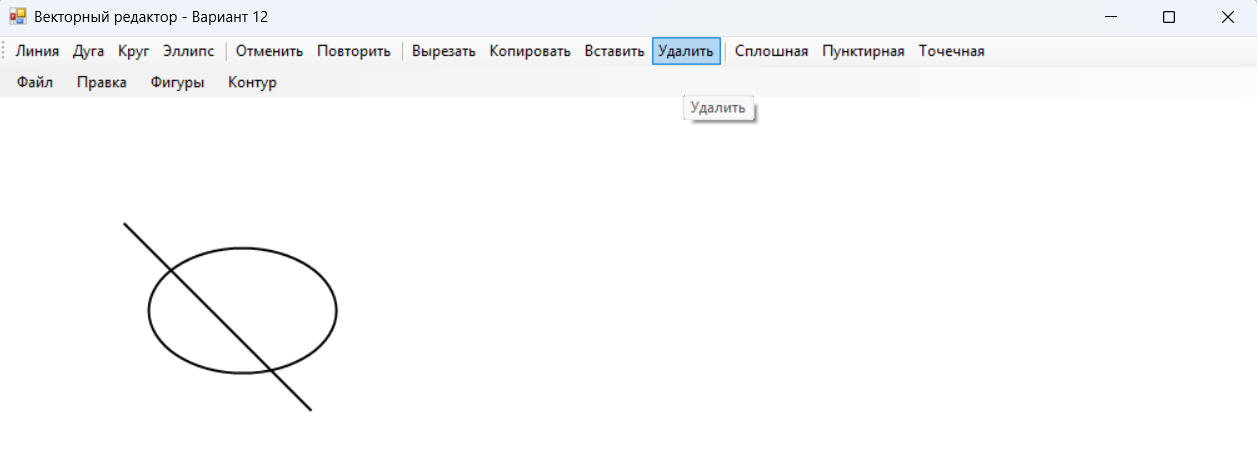 Векторный редактор - Вариант 12
Линия Дуга Круг Эллипс Отменить Повторить Вырезать Копировать Вставить Удалить Сплошная Пунктирная Точечная
Файл Правка Фигуры Контур
Удалить